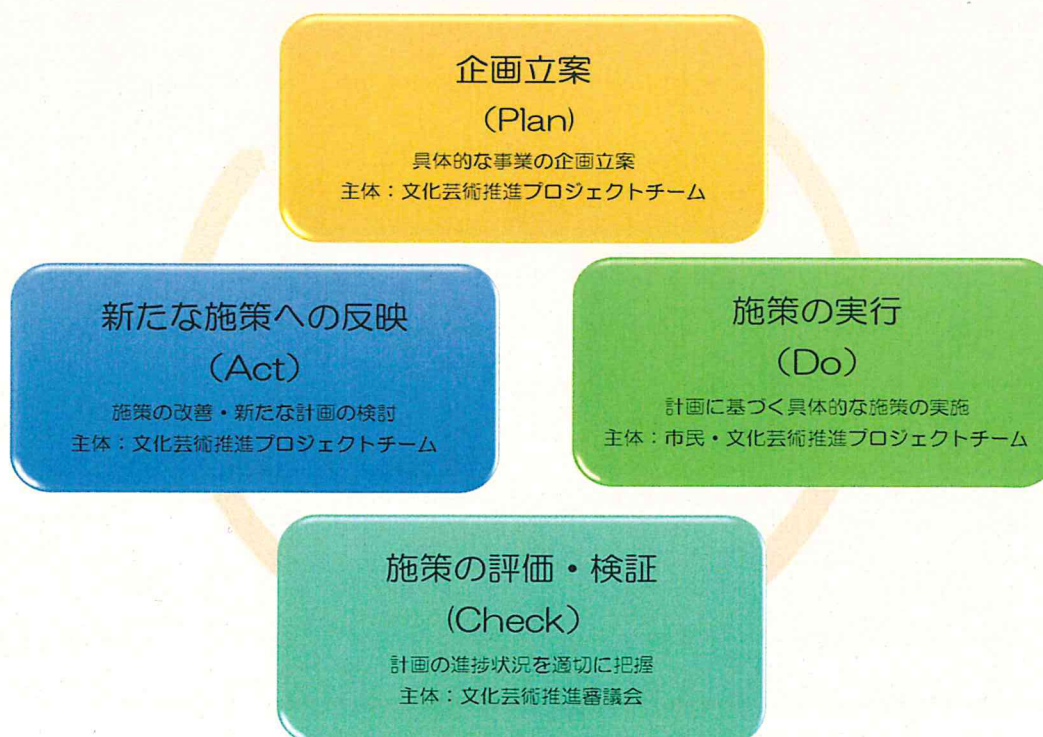 企画立案
(Plan)
具体的な事業の企画立案
主体：文化芸術推進プロジェクトチーム
新たな施策への反映
(Act)
施策の改善・新たな計画の検討
主体：文化芸術推進プロジェクトチーム
施策の実行
(Do)
計画に基づく具体的な施策の実施
主体：市民・文化芸術推進プロジェクトチーム
施策の評価・検証
(Check)
計画の進捗状況を適切に把握
主体：文化芸術推進審議会